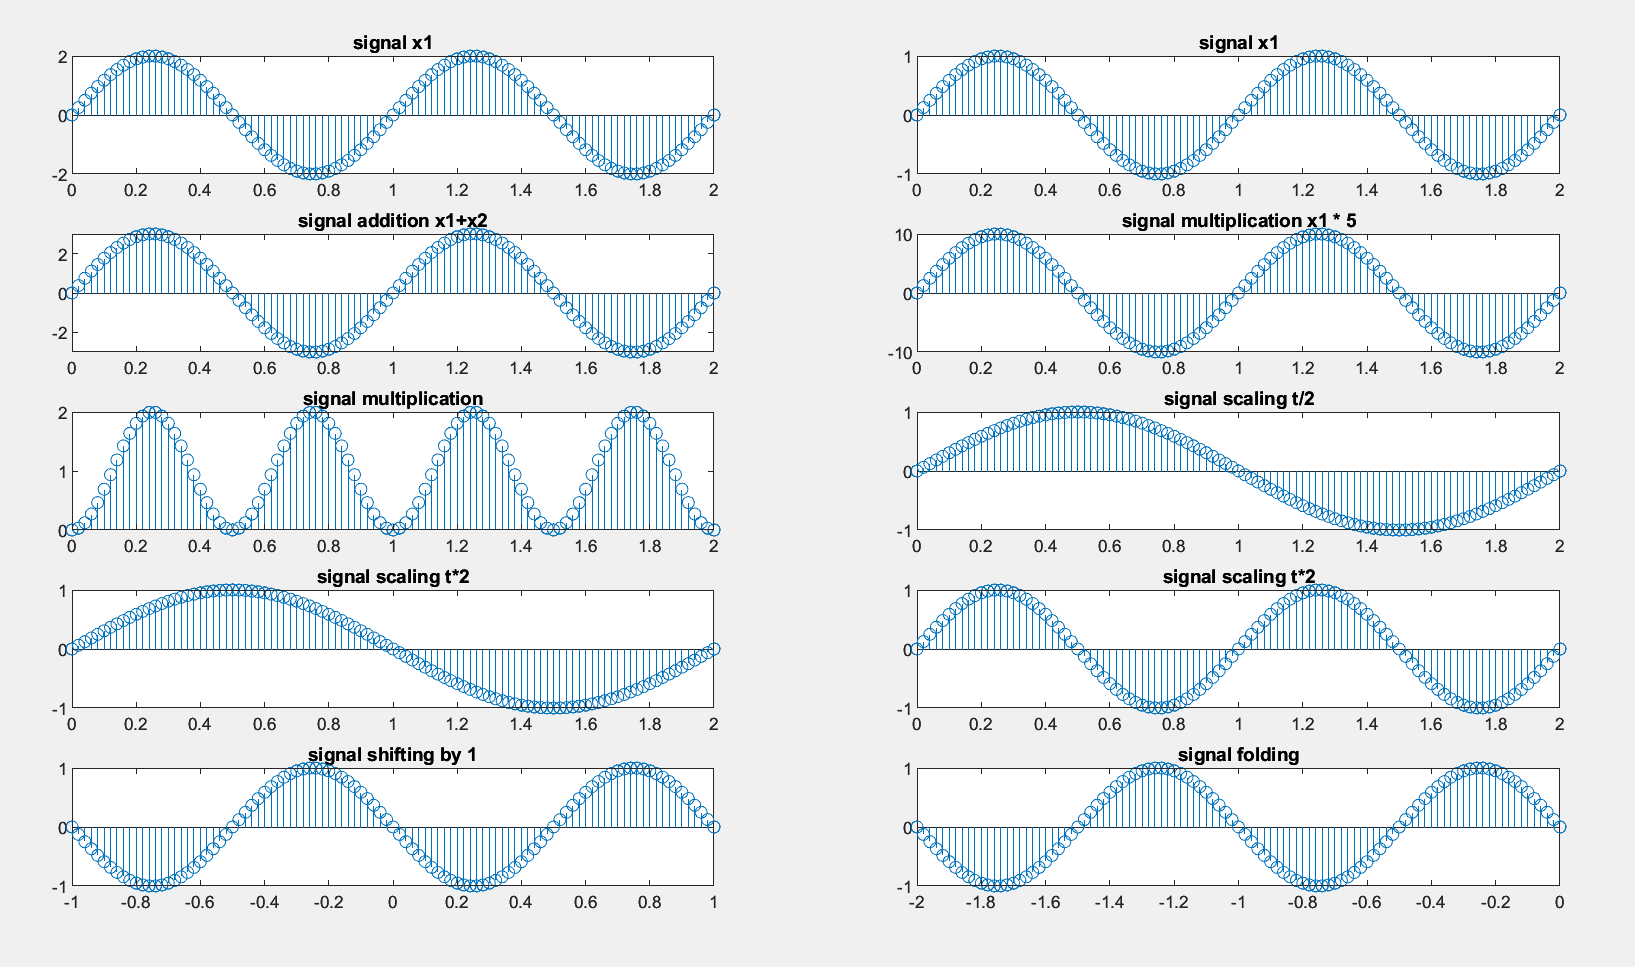 signal x1
2
0
-2
0 0.2 0.4 0.6 0.8 1 1.2 1.4 1.6 1.8 2
signal x1
1
0
-1
0 0.2 0.4 0.6 0.8 1 1.2 1.4 1.6 1.8 2
signal addition x1+x2
2
0
-2
0 0.2 0.4 0.6 0.8 1 1.2 1.4 1.6 1.8 2
signal multiplication x1 * 5
10
0
-10
0 0.2 0.4 0.6 0.8 1 1.2 1.4 1.6 1.8 2
signal multiplication
2
1
0
0 0.2 0.4 0.6 0.8 1 1.2 1.4 1.6 1.8 2
signal scaling t/2
1
0
-1
0 0.2 0.4 0.6 0.8 1 1.2 1.4 1.6 1.8 2
signal scaling t*2
1
0
-1
0 0.2 0.4 0.6 0.8 1 1.2 1.4 1.6 1.8 2
signal scaling t*2
1
0
-1
0 0.2 0.4 0.6 0.8 1 1.2 1.4 1.6 1.8 2
signal shifting by 1
1
0
-1
-1 -0.8 -0.6 -0.4 -0.2 0 0.2 0.4 0.6 0.8 1
signal folding
1
0
-1
-2 -1.8 -1.6 -1.4 -1.2 -1 -0.8 -0.6 -0.4 -0.2 0